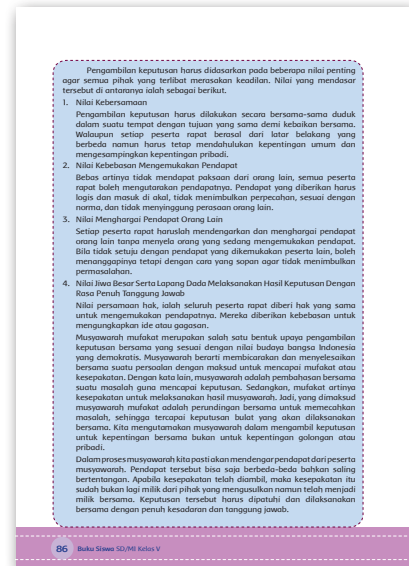 Pengambilan keputusan harus didasarkan pada beberapa nilai penting
agar semua pihak yang terlibat merasakan keadilan. Nilai yang mendasar
tersebut di antaranya ialah sebagai berikut.
1. Nilai Kebersamaan
Pengambilan keputusan harus dilakukan secara bersama-sama duduk
dalam suatu tempat dengan tujuan yang sama demi kebaikan bersama.
Walaupun setiap peserta rapat berasal dari latar belakang yang
berbeda namun harus tetap mendahulukan kepentingan umum dan
mengesampingkan kepentingan pribadi.
2. Nilai Kebebasan Mengemukakan Pendapat
Bebas artinya tidak mendapat paksaan dari orang lain, semua peserta
rapat boleh mengutarakan pendapatnya. Pendapat yang diberikan harus
logis dan masuk di akal, tidak menimbulkan perpecahan, sesuai dengan
norma, dan tidak menyinggung perasaan orang lain.
3. Nilai Menghargai Pendapat Orang Lain
Setiap peserta rapat haruslah mendengarkan dan menghargai pendapat
orang lain tanpa menyela orang yang sedang mengemukakan pendapat.
Bila tidak setuju dengan pendapat yang dikemukakan peserta lain, boleh
menanggapinya tetapi dengan cara yang sopan agar tidak menimbulkan
permasalahan.
4. Nilai Jiwa Besar Serta Lapang Dada Melaksanakan Hasil Keputusan Dengan
Rasa Penuh Tanggung Jawab
Nilai persamaan hak, ialah seluruh peserta rapat diberi hak yang sama
untuk mengemukakan pendapatnya. Mereka diberikan kebebasan untuk
mengungkapkan ide atau gagasan.
Musyawarah mufakat merupakan salah satu bentuk upaya pengambilan
keputusan bersama yang sesuai dengan nilai budaya bangsa Indonesia
yang demokratis. Musyawarah berarti membicarakan dan menyelesaikan
bersama suatu persoalan dengan maksud untuk mencapai mufakat atau
kesepakatan. Dengan kata lain, musyawarah adalah pembahasan bersama
suatu masalah guna mencapai keputusan. Sedangkan, mufakat artinya
kesepakatan untuk melaksanakan hasil musyawarah. Jadi, yang dimaksud
musyawarah mufakat adalah perundingan bersama untuk memecahkan
masalah, sehingga tercapai keputusan bulat yang akan dilaksanakan
bersama. Kita mengutamakan musyawarah dalam mengambil keputusan
untuk kepentingan bersama bukan untuk kepentingan golongan atau
pribadi.
Dalam proses musyawarah kita pasti akan mendengar pendapat dari peserta
musyawarah. Pendapat tersebut bisa saja berbeda-beda bahkan saling
bertentangan. Apabila kesepakatan telah diambil, maka kesepakatan itu
sudah bukan lagi milik dari pihak yang mengusulkan namun telah menjadi
milik bersama. Keputusan tersebut harus dipatuhi dan dilaksanakan
bersama dengan penuh kesadaran dan tanggung jawab.
86 Buku Siswa SD/MI Kelas V